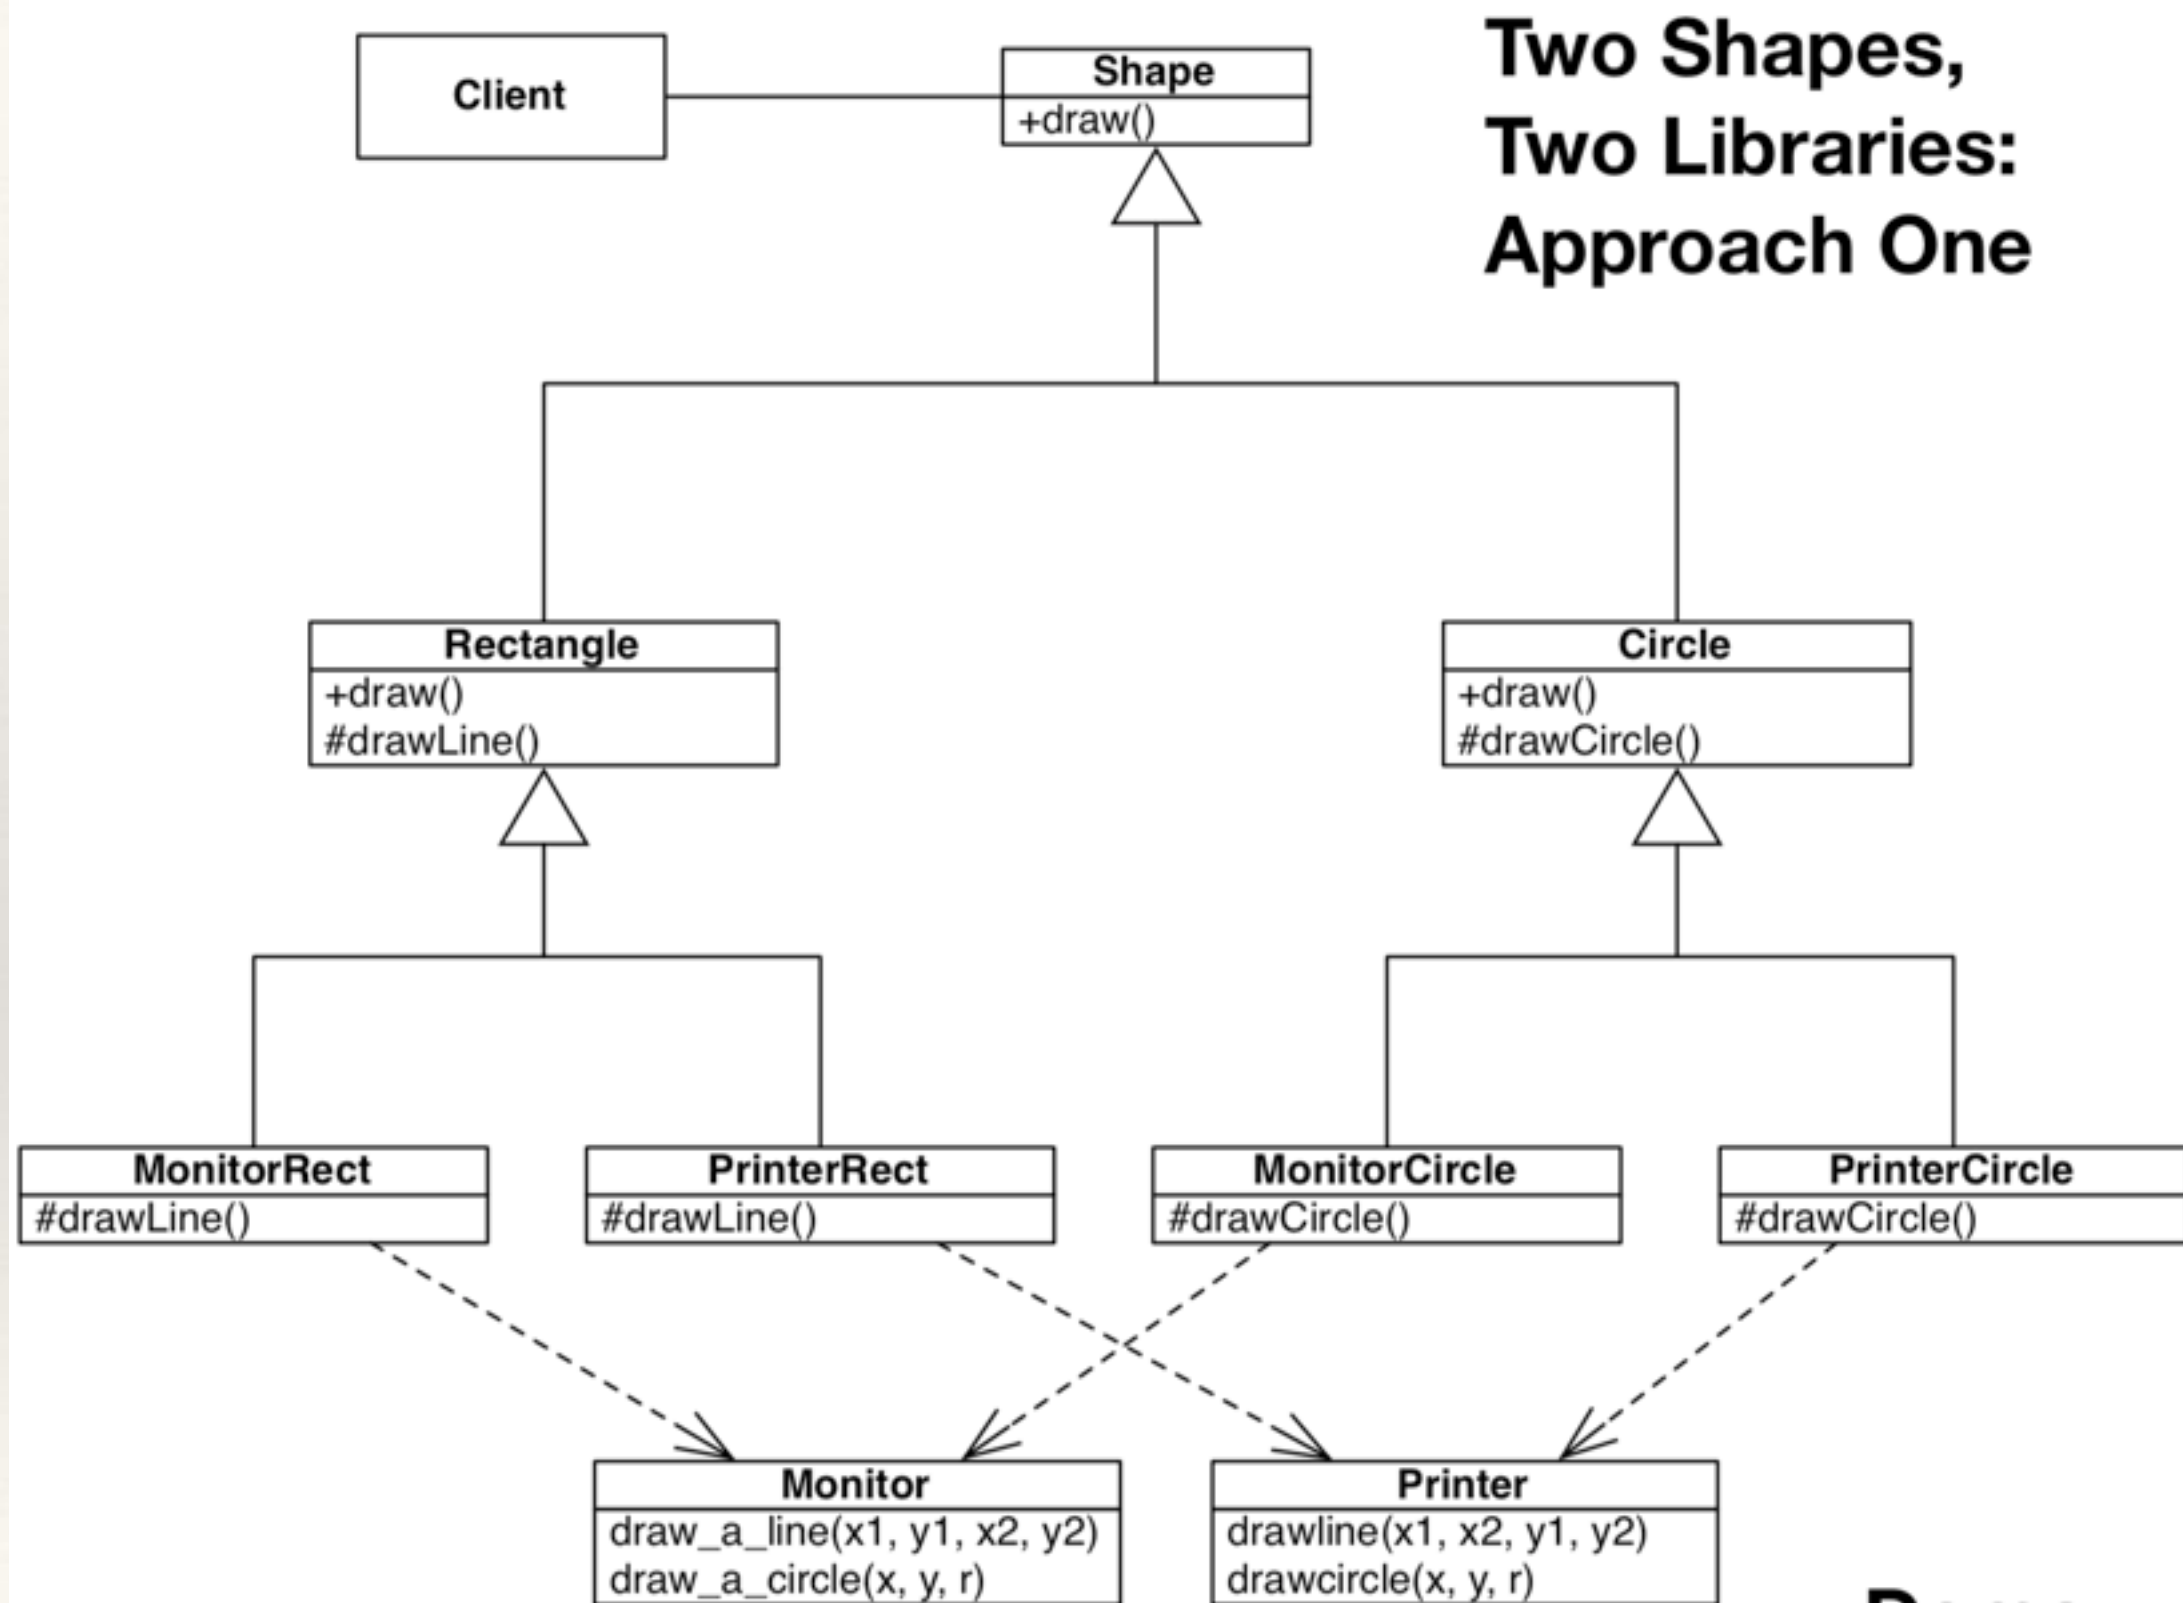 Two Shapes,
Two Libraries:
Approach One
Client
Shape
+draw()
Rectangle
+draw()
#drawLine()
Circle
+draw()
#drawCircle()
MonitorRect
#drawLine()
PrinterRect
#drawLine()
MonitorCircle
#drawCircle()
PrinterCircle
#drawCircle()
Monitor
draw_a_line(x1, y1, x2, y2)
draw_a_circle(x, y, r)
Printer
drawline(x1, x2, y1, y2)
drawcircle(x, y, r)